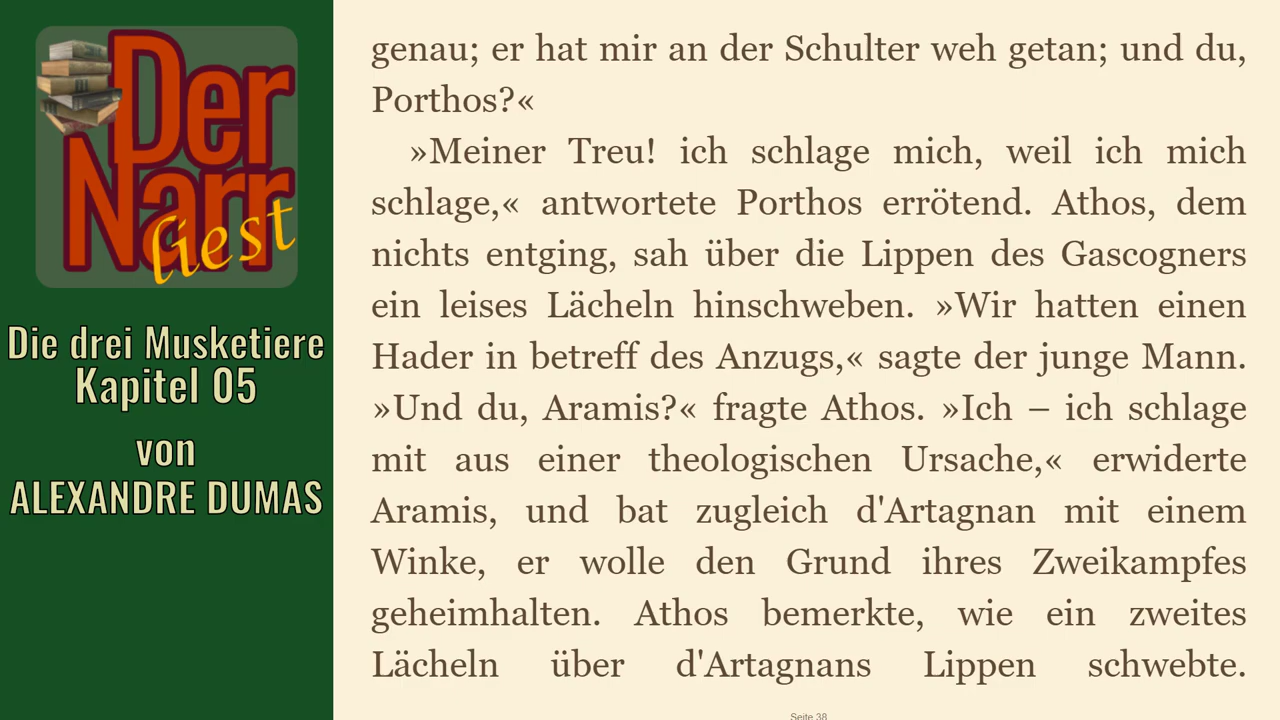 Der
Narr
liest
Die drei Musketiere
Kapitel 05
von
ALEXANDRE DUMAS
genau; er hat mir an der Schulter weh getan; und du,
Porthos?«
»Meiner Treu! ich schlage mich, weil ich mich
schlage,« antwortete Porthos errötend. Athos, dem
nichts entging, sah über die Lippen des Gascogners
ein leises Lächeln hinschweben. »Wir hatten einen
Hader in betreff des Anzugs,« sagte der junge Mann.
»Und du, Aramis?« fragte Athos. »Ich – ich schlage
mit aus einer theologischen Ursache,« erwiderte
Aramis, und bat zugleich d'Artagnan mit einem
Winke, er wolle den Grund ihres Zweikampfes
geheimhalten. Athos bemerkte, wie ein zweites
Lächeln über d'Artagnans Lippen schwebte.
Seite 38